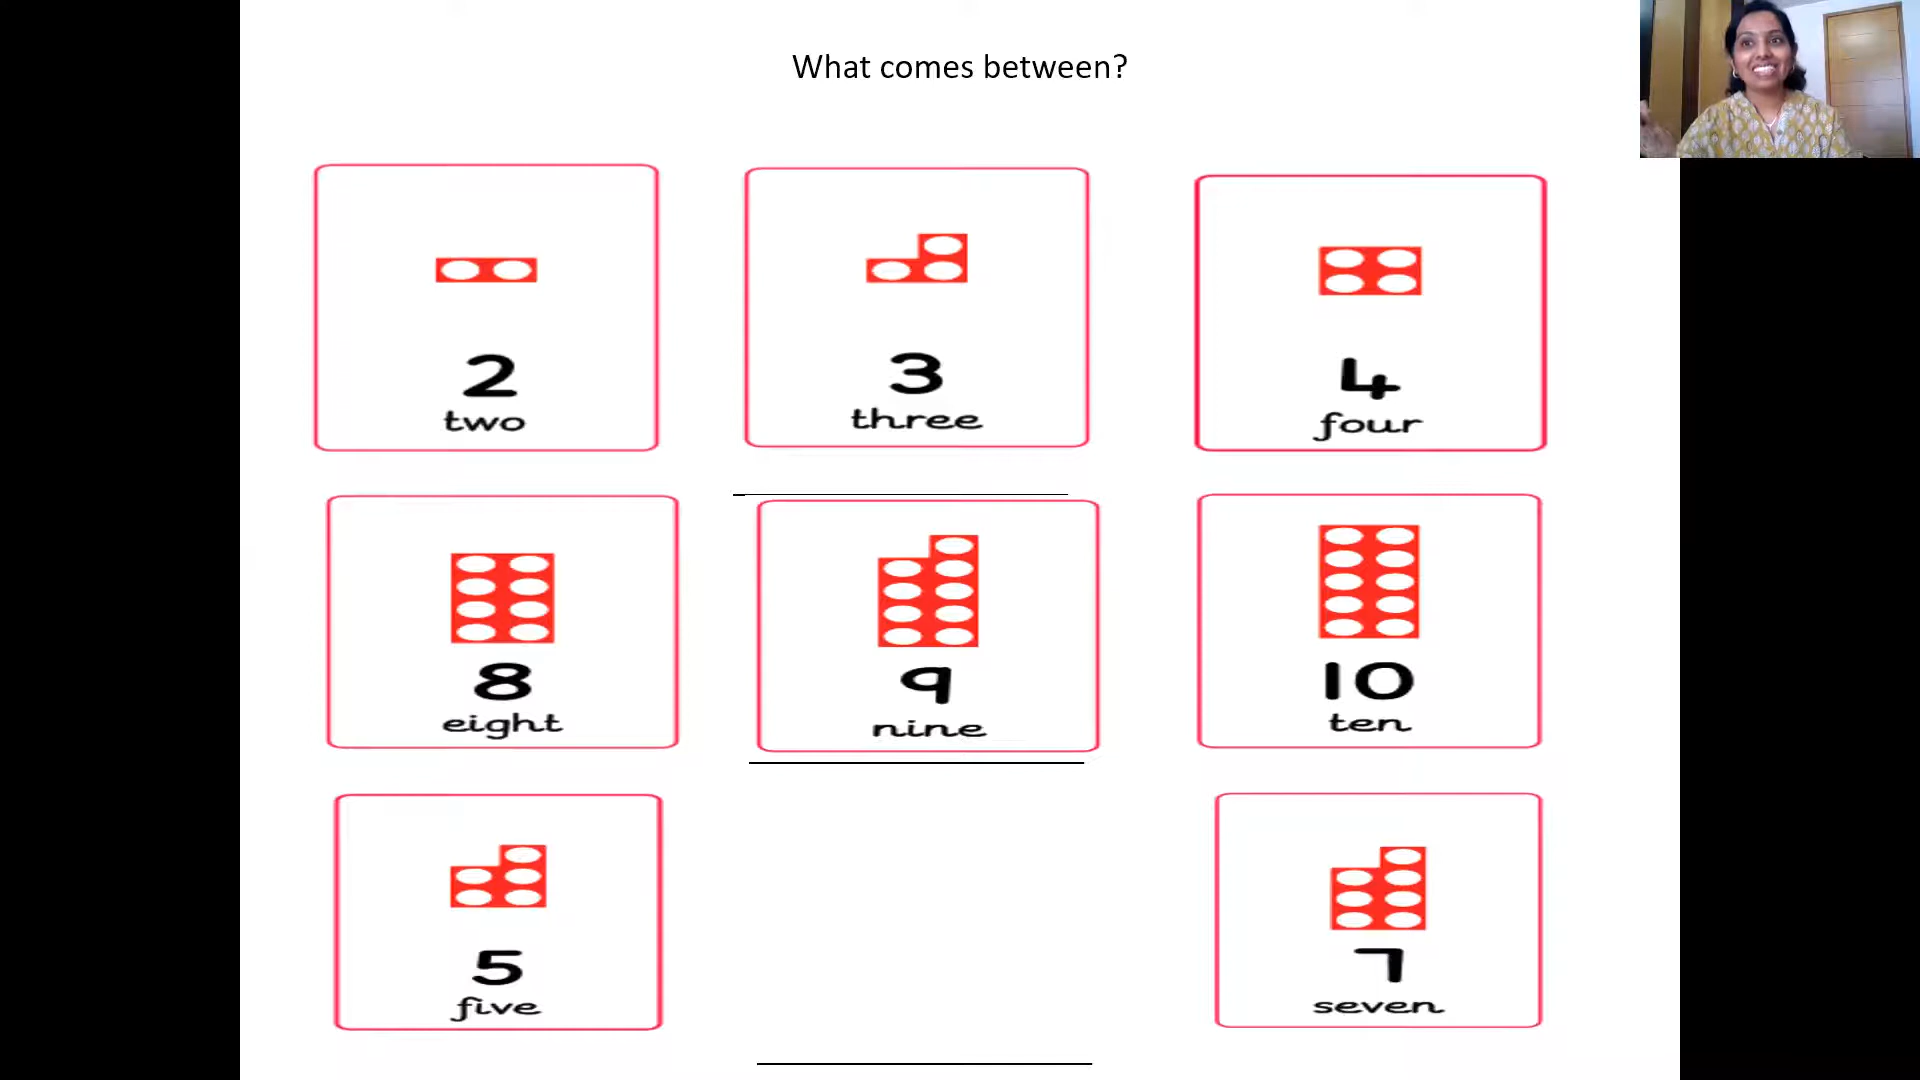 What comes between?
2
two
3
three
4
four
8
eight
9
nine
10
ten
5
five
7
seven